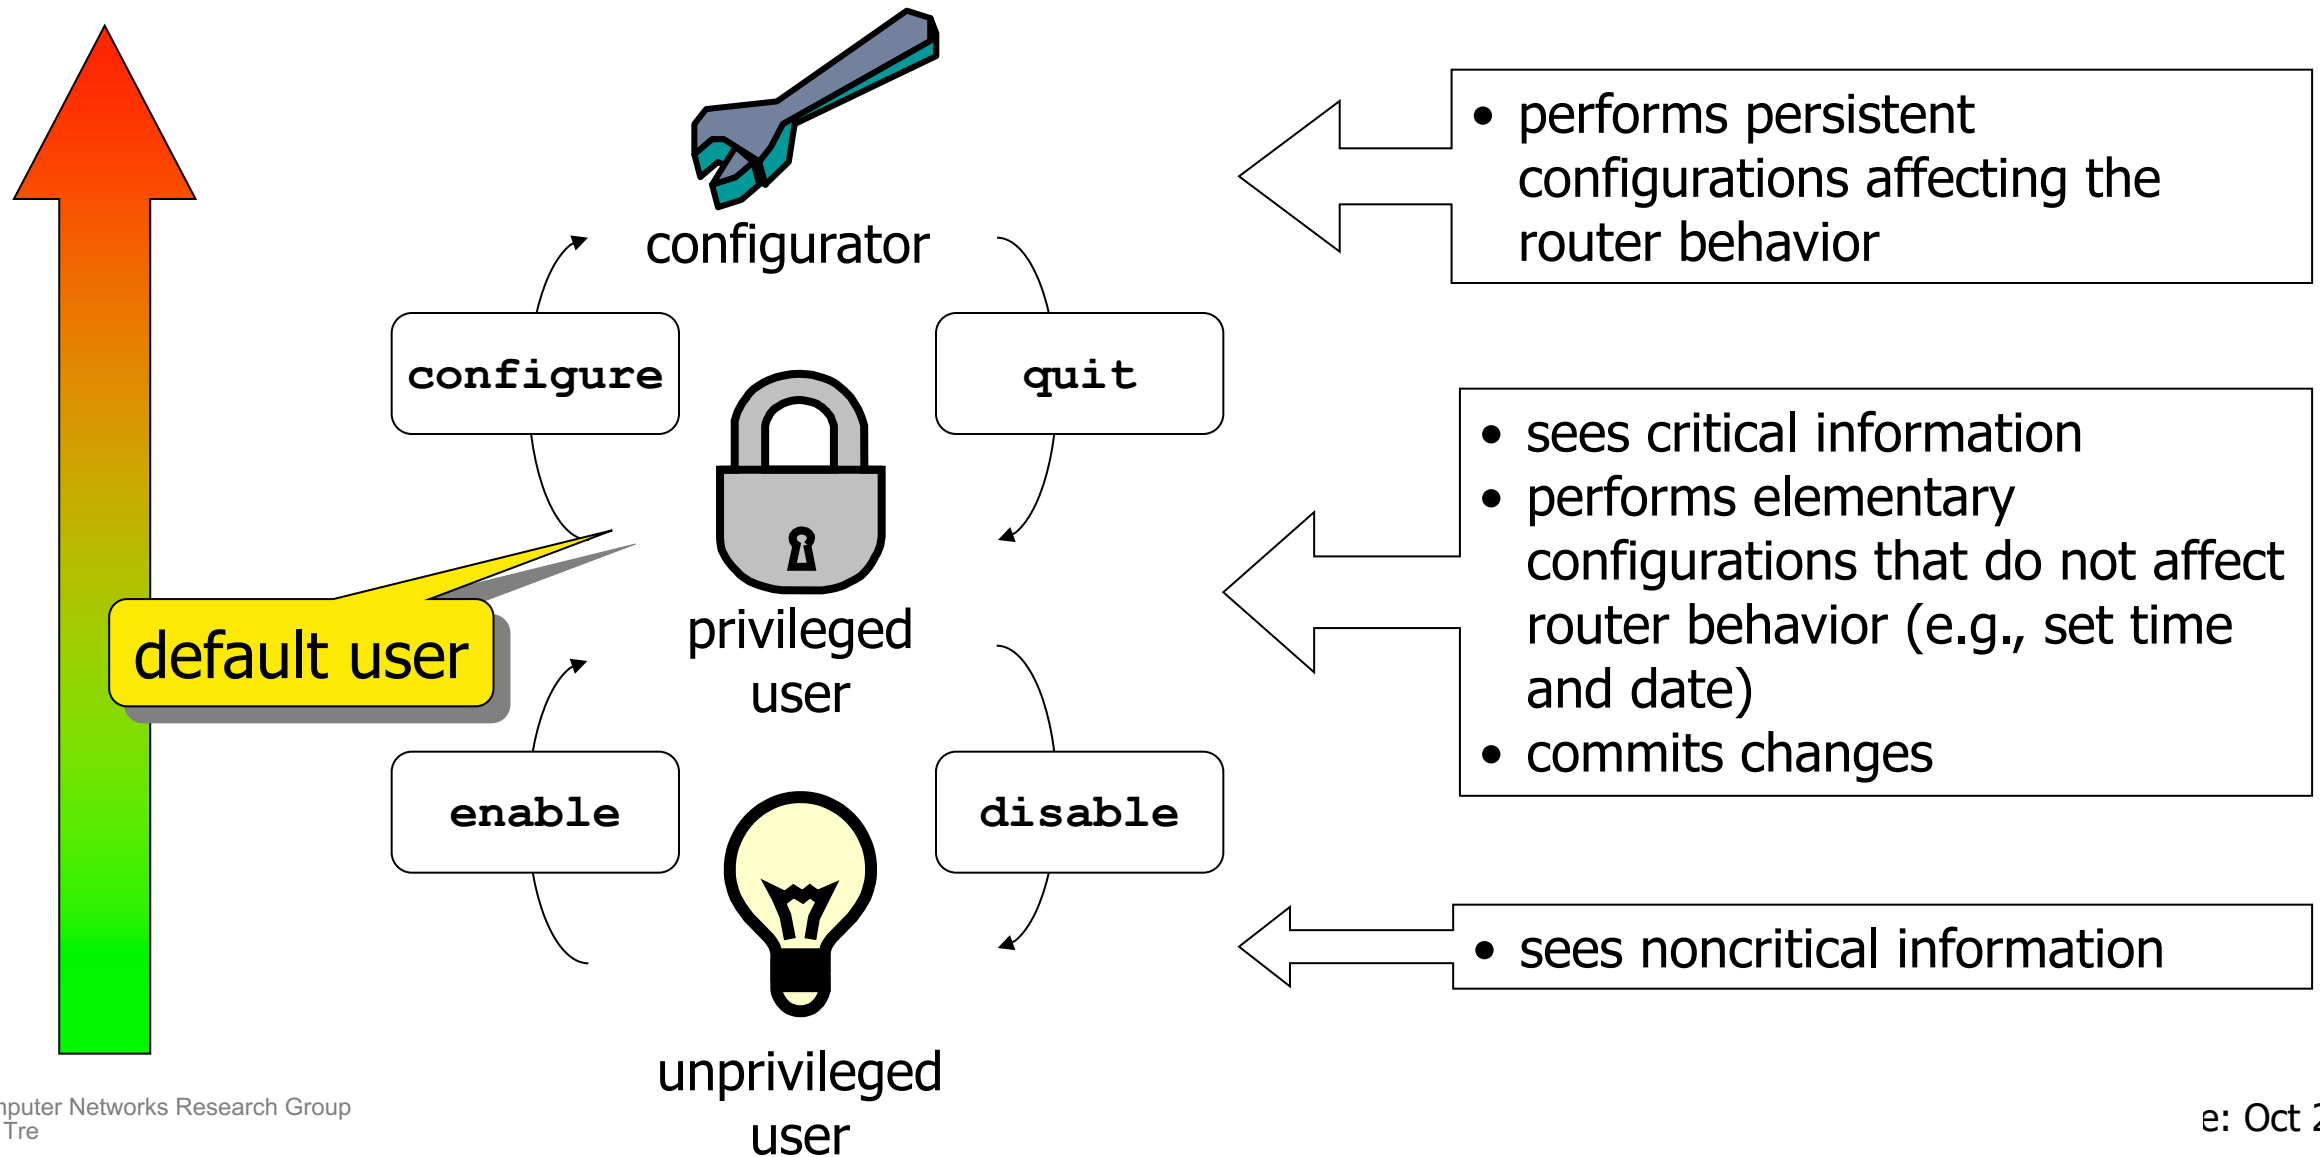 • performs persistent
configurations affecting the
router behavior
configurator
configure
quit
• sees critical information
• performs elementary
configurations that do not affect
router behavior (e.g., set time
and date)
• commits changes
default user
privileged
user
enable
disable
• sees noncritical information
unprivileged
user
Networks Research Group
Tre
Oct